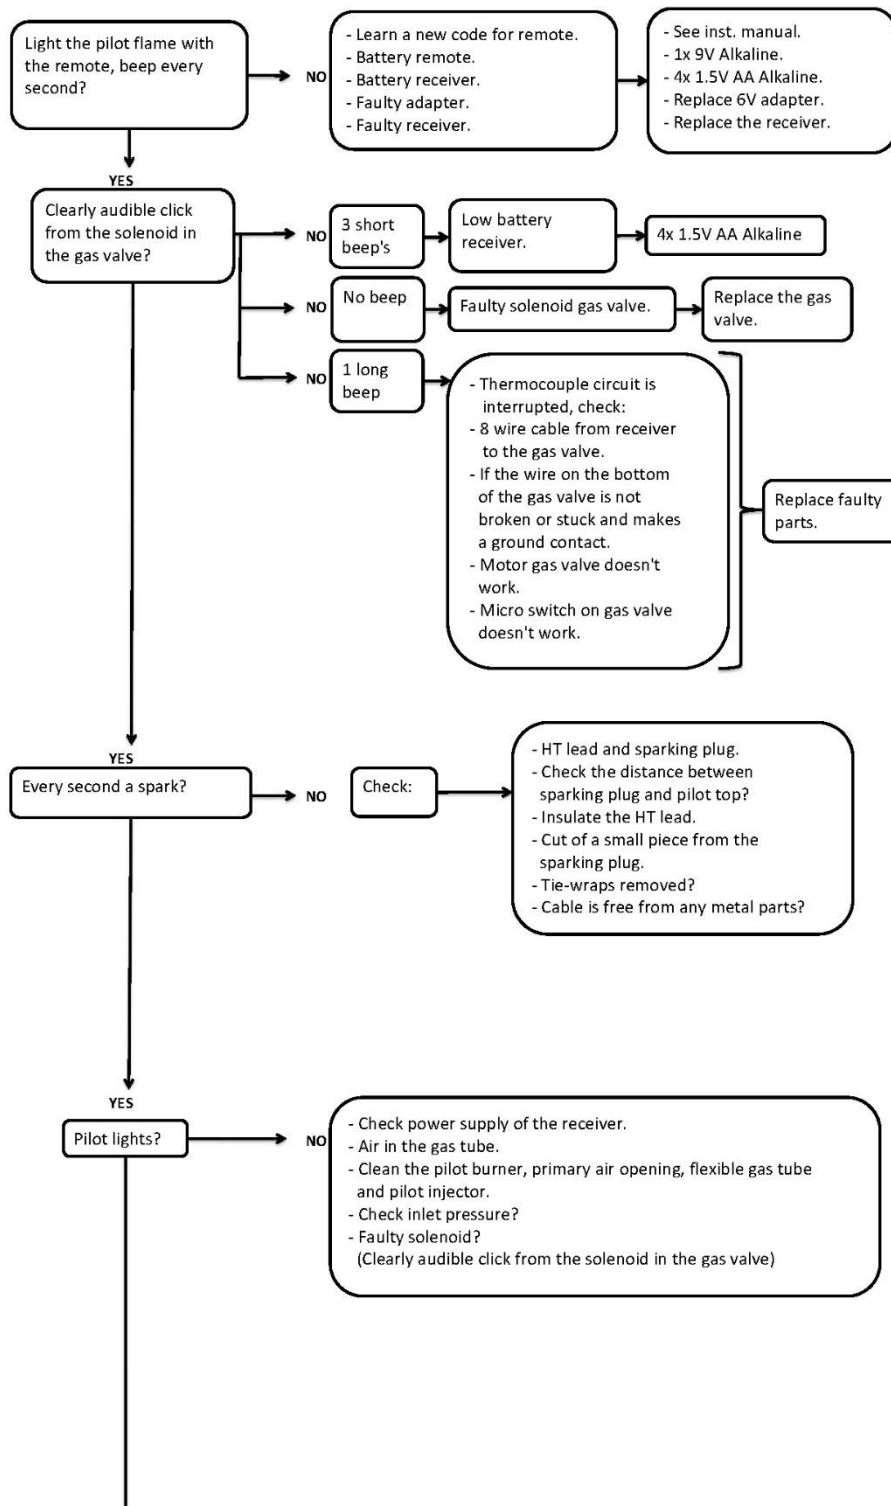 Light the pilot flame with
the remote, beep every
second?
NO
- Learn a new code for remote.
- Battery remote.
- Battery receiver.
- Faulty adapter.
- Faulty receiver.
- See inst. manual.
- 1x 9V Alkaline.
- 4x 1.5V AA Alkaline.
- Replace 6V adapter.
- Replace the receiver.
YES
Clearly audible click
from the solenoid in
the gas valve?
NO
3 short
beep's
Low battery
receiver.
4x 1.5V AA Alkaline
NO
No beep
Faulty solenoid gas valve.
Replace the gas
valve.
NO
1 long
beep
- Thermocouple circuit is
interrupted, check:
- 8 wire cable from receiver
to the gas valve.
- If the wire on the bottom
of the gas valve is not
broken or stuck and makes
a ground contact.
- Motor gas valve doesn't
work.
- Micro switch on gas valve
doesn't work.
Replace faulty
parts.
YES
Every second a spark?
NO
Check:
- HT lead and sparking plug.
- Check the distance between
sparking plug and pilot top?
- Insulate the HT lead.
- Cut of a small piece from the
sparking plug.
- Tie-wraps removed?
- Cable is free from any metal parts?
YES
Pilot lights?
NO
- Check power supply of the receiver.
- Air in the gas tube.
- Clean the pilot burner, primary air opening, flexible gas tube
and pilot injector.
- Check inlet pressure?
- Faulty solenoid?
(Clearly audible click from the solenoid in the gas valve)